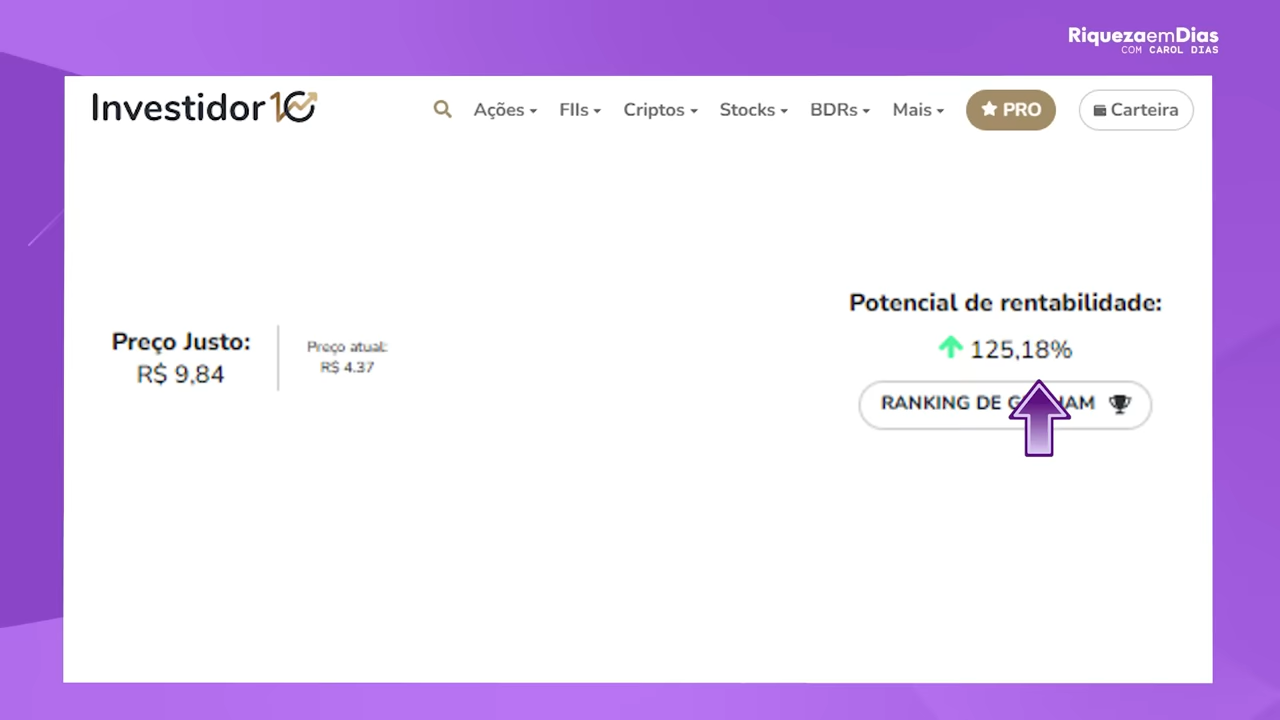 RiquezaemDias
COM CAROL DIAS
Investidor10
Ações
FIIs
Criptos
Stocks
BDRs
Mais
PRO
Carteira
Preço Justo:
R$ 9,84
Preço atual:
R$ 4.37
Potencial de rentabilidade:
125,18%
RANKING DE